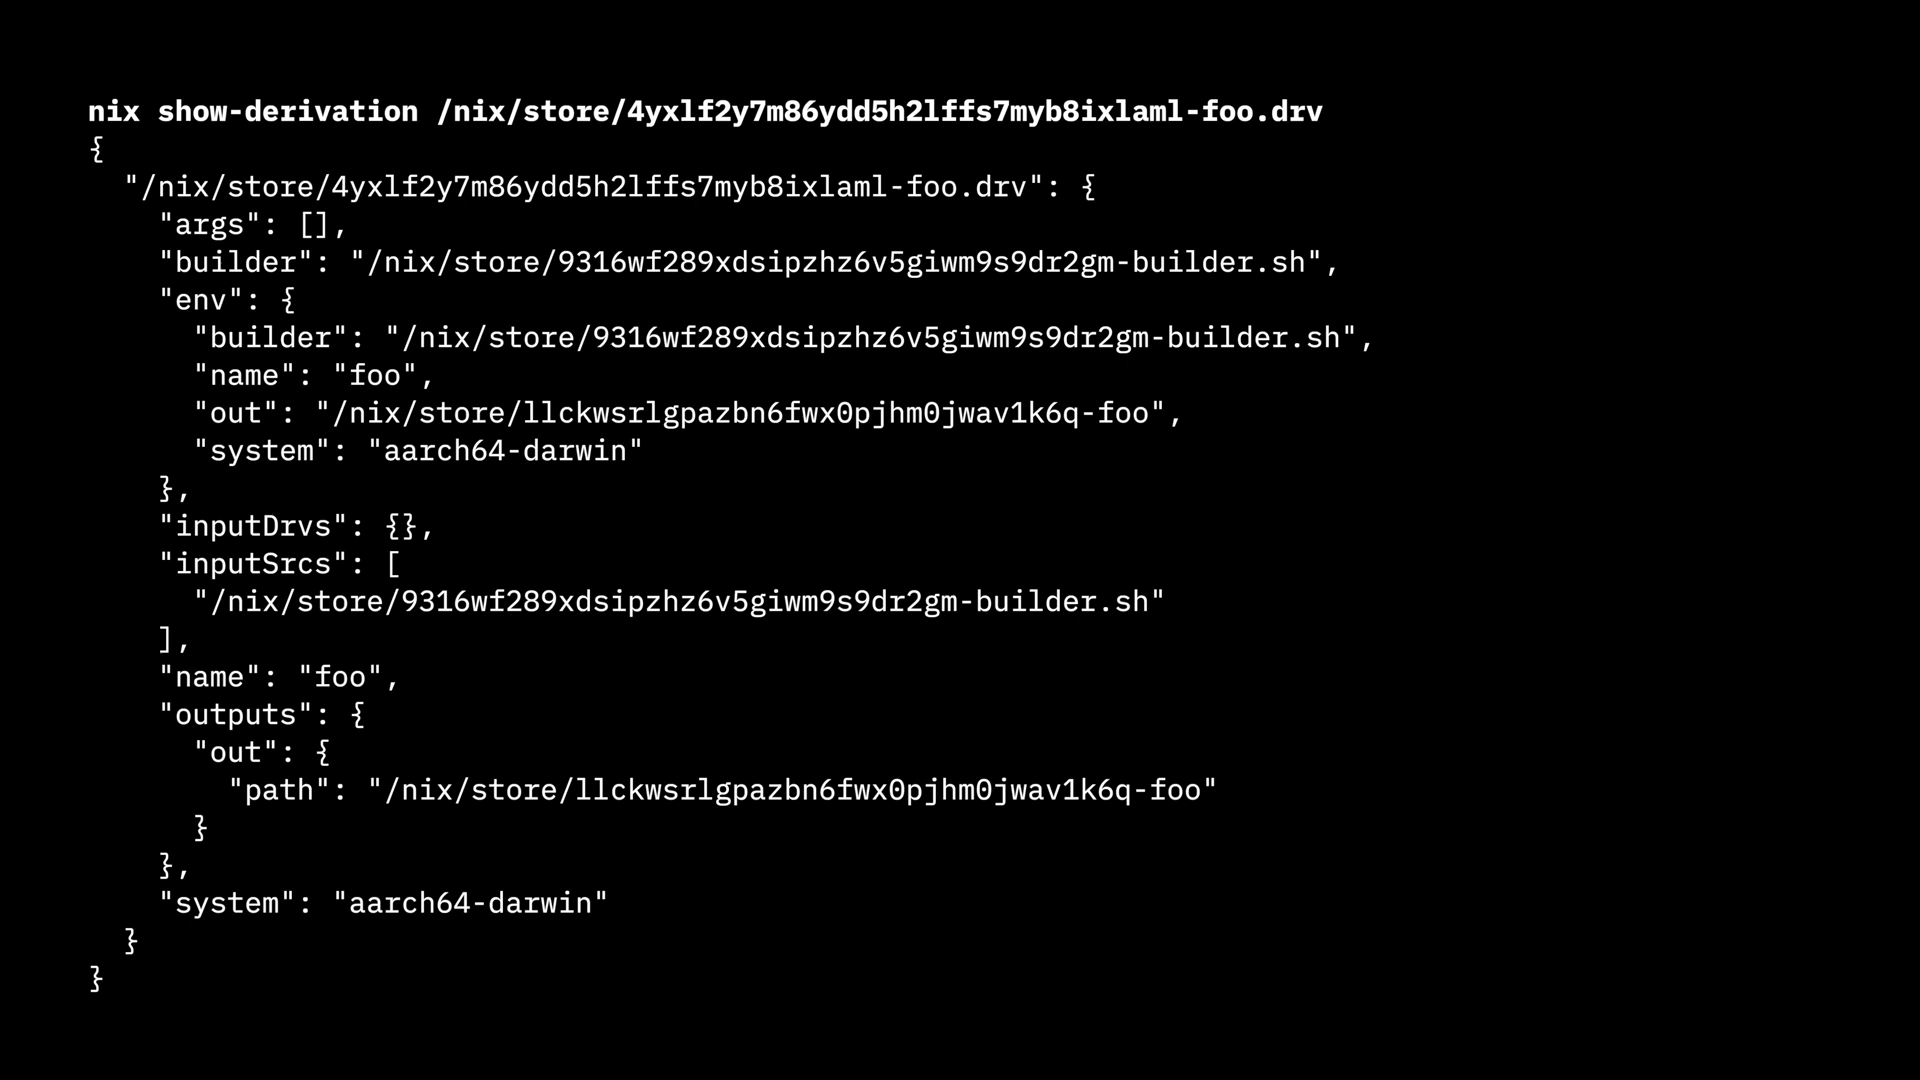 nix show-derivation /nix/store/4yxlf2y7m86ydd5h2lffs7myb8ixlaml-foo.drv
{
  "/nix/store/4yxlf2y7m86ydd5h2lffs7myb8ixlaml-foo.drv": {
    "args": [],
    "builder": "/nix/store/9316wf289xdsipzhz6v5giwm9s9dr2gm-builder.sh",
    "env": {
      "builder": "/nix/store/9316wf289xdsipzhz6v5giwm9s9dr2gm-builder.sh",
      "name": "foo",
      "out": "/nix/store/llckwsrlgpazbn6fwx0pjhm0jwav1k6q-foo",
      "system": "aarch64-darwin"
    },
    "inputDrvs": {},
    "inputSrcs": [
      "/nix/store/9316wf289xdsipzhz6v5giwm9s9dr2gm-builder.sh"
    ],
    "name": "foo",
    "outputs": {
      "out": {
        "path": "/nix/store/llckwsrlgpazbn6fwx0pjhm0jwav1k6q-foo"
      }
    },
    "system": "aarch64-darwin"
  }
}